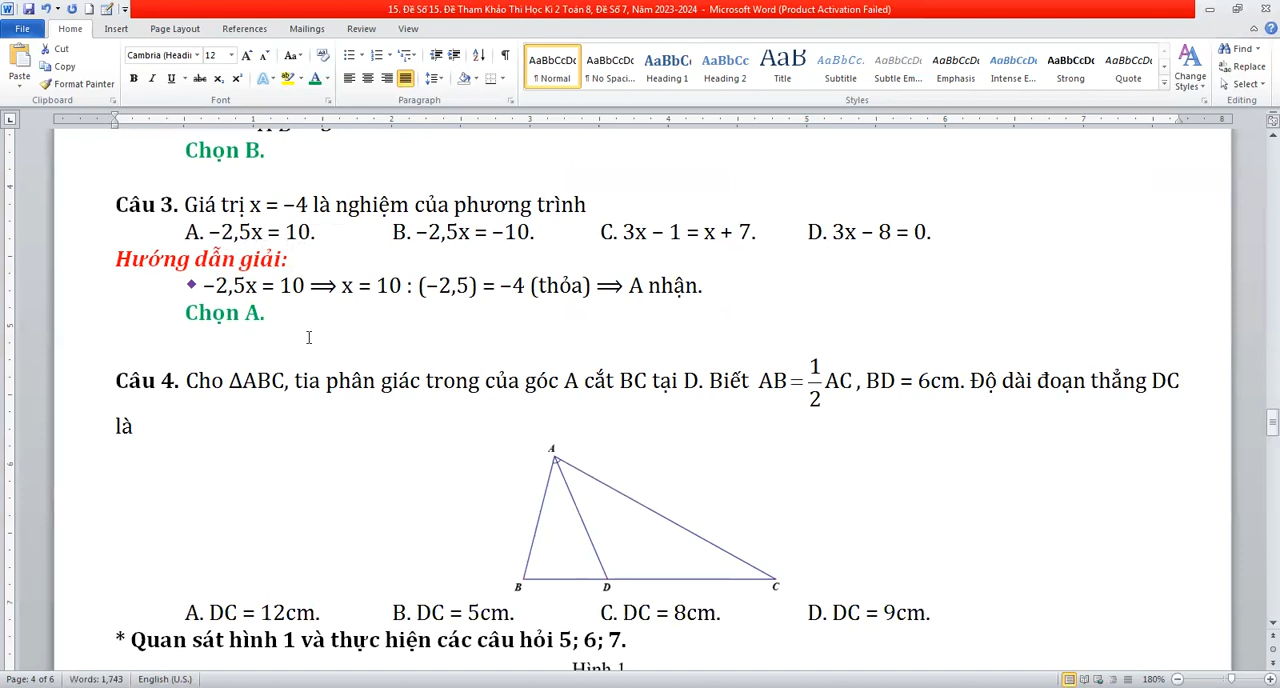 15. Đe Số 15. Đề Tham Khảo Thi Học Kì 2 Toán 8, Đề Số 7, Năm 2023-2024 - Microsoft Word (Product Activation Failed)
File Home Insert Page Layout References Mailings Review View
Paste Cut Copy Format Painter Clipboard
Cambria (Headi 12 Font
Paragraph
AaBbCcDc AaBbCcDc AaBbC AaBbCc AaB AaBbCc. AaBbCcDc AaBbCcDc AaBbCcDc AaBbCcDc AaBbCcDc
¶ Normal ¶ No Spaci... Heading 1 Heading 2 Title Subtitle Subtle Em... Emphasis Intense E... Strong Quote Change Styles Styles
Find Replace Select Editing
Chọn B.
Câu 3. Giá trị x = −4 là nghiệm của phương trình
A. −2,5x = 10. B. −2,5x = −10. C. 3x − 1 = x + 7. D. 3x − 8 = 0.
Hướng dẫn giải:
−2,5x = 10 ⟹ x = 10 : (−2,5) = −4 (thỏa) ⟹ A nhận.
Chọn A.
Câu 4. Cho ΔABC, tia phân giác trong của góc A cắt BC tại D. Biết AB = 1/2 AC , BD = 6cm. Độ dài đoạn thẳng DC
là
A
B D C
A. DC = 12cm. B. DC = 5cm. C. DC = 8cm. D. DC = 9cm.
* Quan sát hình 1 và thực hiện các câu hỏi 5; 6; 7.
Hình 1
Page: 4 of 6 Words: 1,743 English (U.S.) 180%